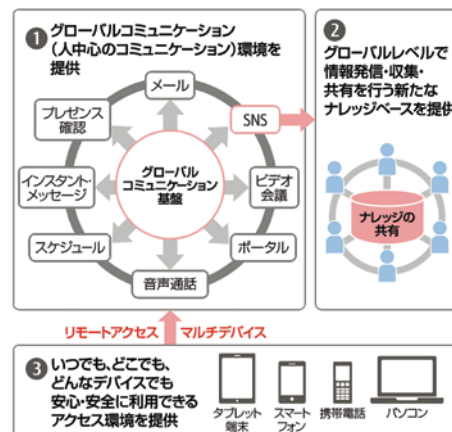 1 グローバルコミュニケーション
(人中心のコミュニケーション)環境を
提供
メール
プレゼンス
確認
SNS
インスタント・
メッセージ
グローバル
コミュニケーション
基盤
ビデオ
会議
スケジュール
ポータル
音声通話
2
グローバルレベルで
情報発信・収集・
共有を行う新たな
ナレッジベースを提供
ナレッジの
共有
リモートアクセス マルチデバイス
3 いつでも、どこでも、
どんなデバイスでも
安心・安全に利用できる
アクセス環境を提供
タブレット
端末
スマート
フォン
携帯電話
パソコン